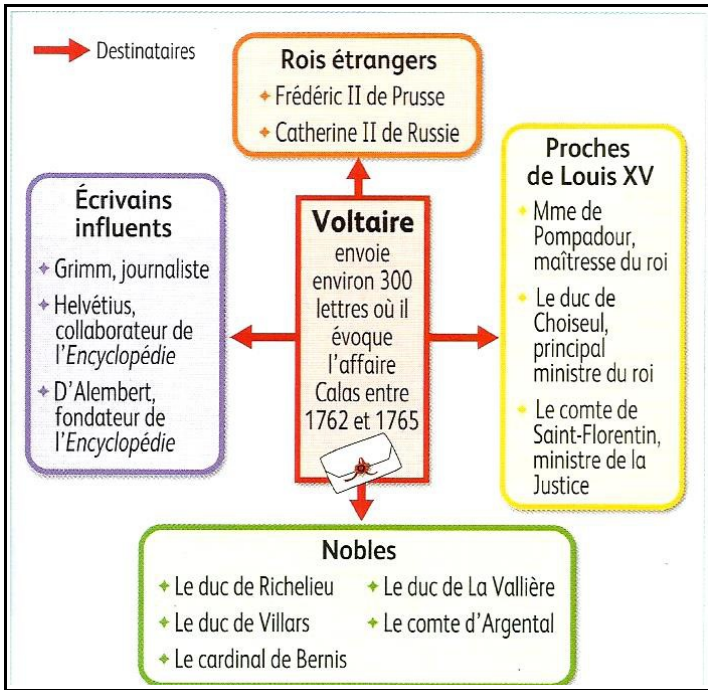 Destinataires
Rois étrangers
✦ Frédéric II de Prusse
✦ Catherine II de Russie
Écrivains
influents
✦ Grimm, journaliste
✦ Helvétius,
collaborateur de
l'Encyclopédie
✦ D'Alembert,
fondateur de
l'Encyclopédie
Voltaire
envoie
environ 300
lettres où il
évoque
l'affaire
Calas entre
1762 et 1765
Proches
de Louis XV
✦ Mme de
Pompadour,
maîtresse du roi
✦ Le duc de
Choiseul,
principal
ministre du roi
✦ Le comte de
Saint-Florentin,
ministre de la
Justice
Nobles
✦ Le duc de Richelieu
✦ Le duc de Villars
✦ Le cardinal de Bernis
✦ Le duc de La Vallière
✦ Le comte d'Argental